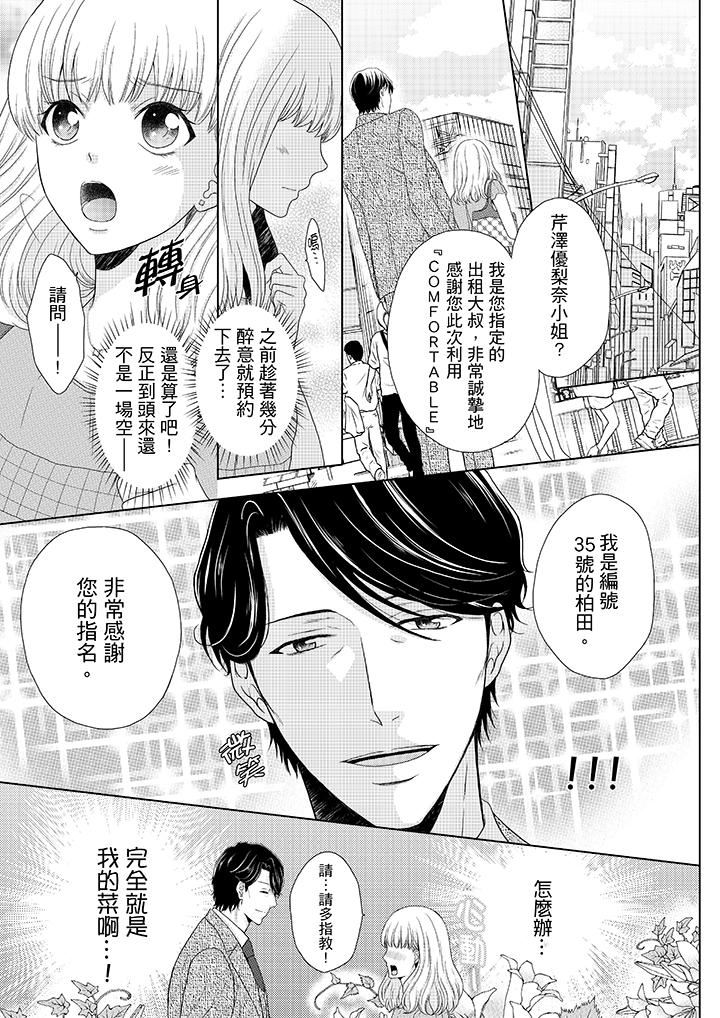 芹澤優梨奈小姐？
我是您指定的
出租大叔，非常誠摯地
感謝您此次利用
『COMFORTABLE』
嗚…
之前趁著幾分
醉意就預約
下去了…
還是算了吧！
反正到頭來還
不是一場空—
轉身
請問——！
我是編號
35號的柏田。
!!!
微笑
非常感謝
您的指名。
怎麼辦…
心動
請…請多指教！
完全就是
我的菜啊…！